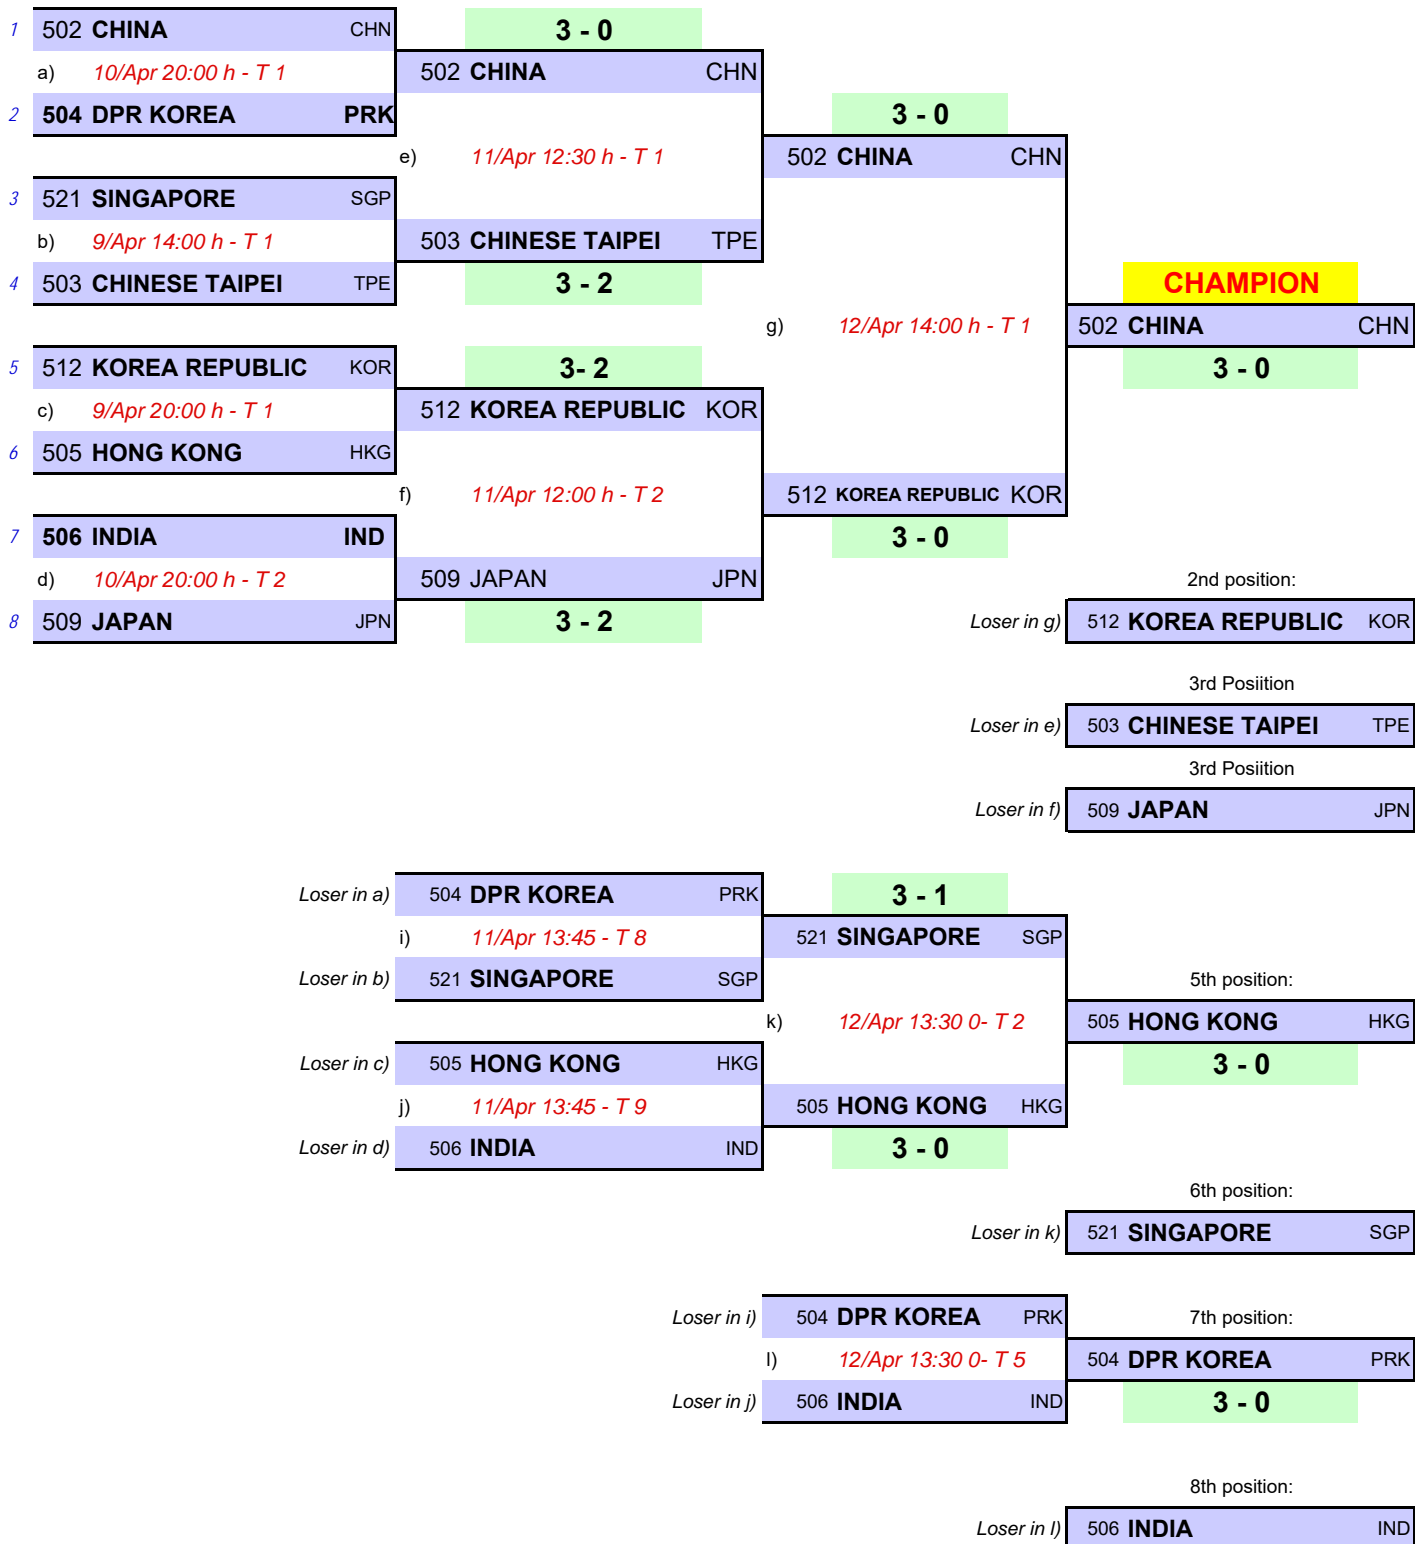 1 502 CHINA CHN 3 - 0
a) 10/Apr 20:00 h - T 1 502 CHINA CHN
2 504 DPR KOREA PRK 3 - 0
e) 11/Apr 12:30 h - T 1 502 CHINA CHN
3 521 SINGAPORE SGP
b) 9/Apr 14:00 h - T 1 503 CHINESE TAIPEI TPE
4 503 CHINESE TAIPEI TPE 3 - 2 CHAMPION
g) 12/Apr 14:00 h - T 1 502 CHINA CHN
5 512 KOREA REPUBLIC KOR 3- 2 3 - 0
c) 9/Apr 20:00 h - T 1 512 KOREA REPUBLIC KOR
6 505 HONG KONG HKG
f) 11/Apr 12:00 h - T 2 512 KOREA REPUBLIC KOR
7 506 INDIA IND 3 - 0
d) 10/Apr 20:00 h - T 2 509 JAPAN JPN 2nd position:
8 509 JAPAN JPN 3 - 2 Loser in g) 512 KOREA REPUBLIC KOR
3rd Posiition
Loser in e) 503 CHINESE TAIPEI TPE
3rd Posiition
Loser in f) 509 JAPAN JPN
Loser in a) 504 DPR KOREA PRK 3 - 1
i) 11/Apr 13:45 - T 8 521 SINGAPORE SGP
Loser in b) 521 SINGAPORE SGP 5th position:
k) 12/Apr 13:30 0- T 2 505 HONG KONG HKG
Loser in c) 505 HONG KONG HKG 3 - 0
j) 11/Apr 13:45 - T 9 505 HONG KONG HKG
Loser in d) 506 INDIA IND 3 - 0
6th position:
Loser in k) 521 SINGAPORE SGP
Loser in i) 504 DPR KOREA PRK 7th position:
l) 12/Apr 13:30 0- T 5 504 DPR KOREA PRK
Loser in j) 506 INDIA IND 3 - 0
8th position:
Loser in l) 506 INDIA IND